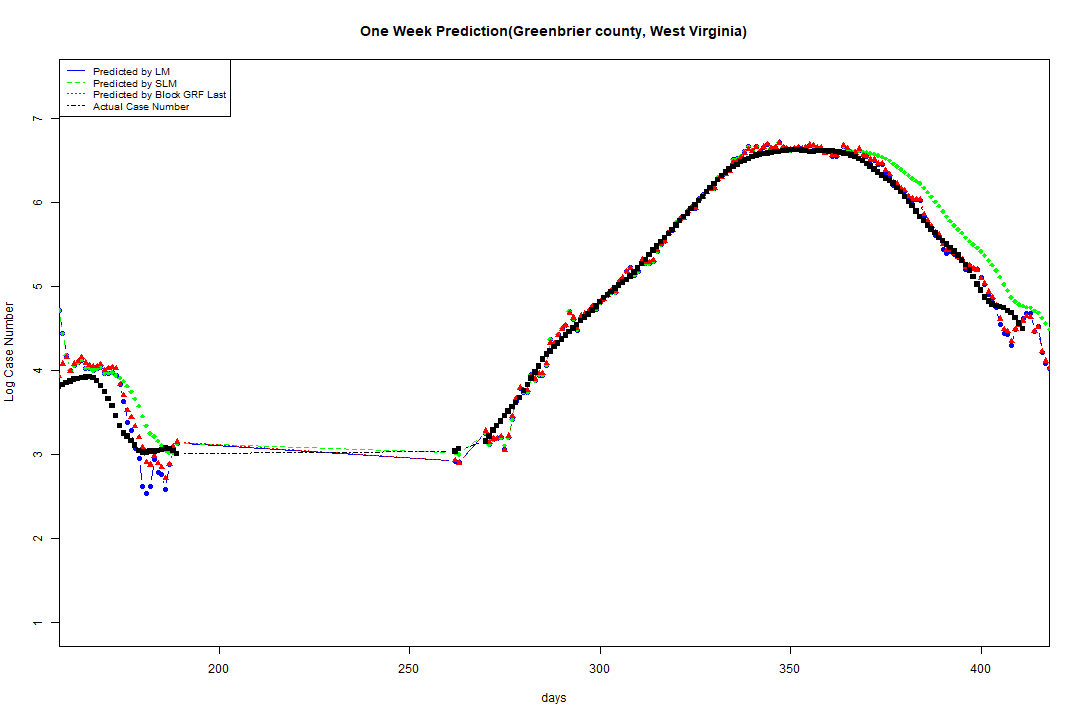 One Week Prediction(Greenbrier county, West Virginia)
Predicted by LM
Predicted by SLM
Predicted by Block GRF Last
Actual Case Number
7
6
5
4
3
2
1
Log Case Number
200
250
300
350
400
days